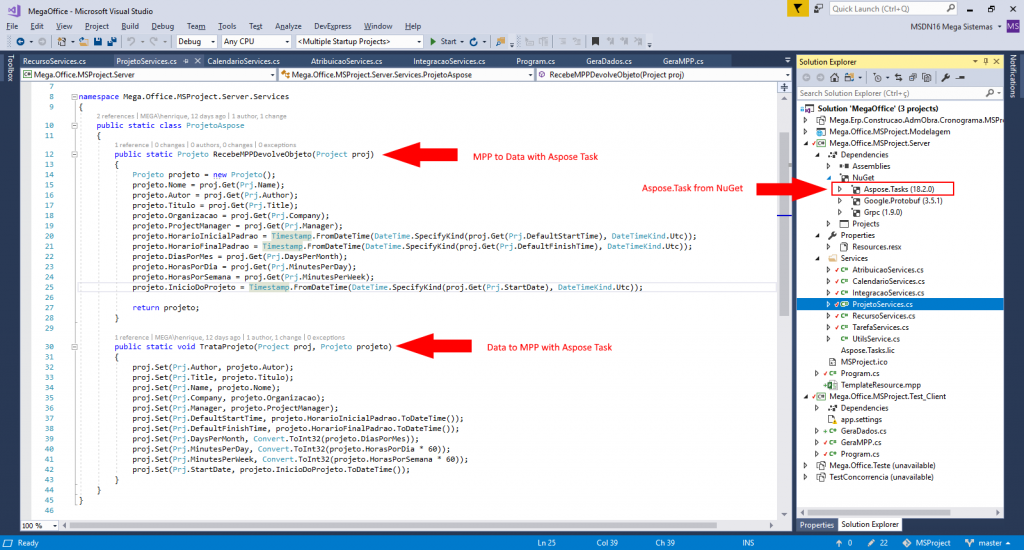 MegaOffice - Microsoft Visual Studio
Quick Launch (Ctrl+Ç)
File Edit View Project Build Debug Team Tools Architecture Test Analyze DevExpress Window Help
MSDN16 Mega Sistemas MS
Debug Any CPU <Multiple Startup Projects> Start
Toolbox
RecursoServices.cs ProjetoServices.cs CalendarioServices.cs AtribuicaoServices.cs IntegracaoServices.cs Program.cs GeraDados.cs GeraMPP.cs
Mega.Office.MSProject.Server Mega.Office.MSProject.Server.Services.ProjetoAspose RecebeMPPDevolveObjeto(Project proj)
7
8 namespace Mega.Office.MSProject.Server.Services
9 {
2 references | MEGA\henrique, 12 days ago | 1 author, 1 change
10 public static class ProjetoAspose
11 {
1 reference | 0 changes | 0 authors, 0 changes | 0 exceptions
12 public static Projeto RecebeMPPDevolveObjeto(Project proj)
MPP to Data with Aspose Task
13 {
14 Projeto projeto = new Projeto();
15 projeto.Nome = proj.Get(Prj.Name);
16 projeto.Autor = proj.Get(Prj.Author);
17 projeto.Titulo = proj.Get(Prj.Title);
18 projeto.Organizacao = proj.Get(Prj.Company);
19 projeto.ProjectManager = proj.Get(Prj.Manager);
20 projeto.HorarioInicialPadrao = Timestamp.FromDateTime(DateTime.SpecifyKind(proj.Get(Prj.DefaultStartTime), DateTimeKind.Utc));
21 projeto.HorarioFinalPadrao = Timestamp.FromDateTime(DateTime.SpecifyKind(proj.Get(Prj.DefaultFinishTime), DateTimeKind.Utc));
22 projeto.DiasPorMes = proj.Get(Prj.DaysPerMonth);
23 projeto.HorasPorDia = proj.Get(Prj.MinutesPerDay);
24 projeto.HorasPorSemana = proj.Get(Prj.MinutesPerWeek);
25 projeto.InicioDoProjeto = Timestamp.FromDateTime(DateTime.SpecifyKind(proj.Get(Prj.StartDate), DateTimeKind.Utc));
26
27 return projeto;
28 }
29
1 reference | MEGA\henrique, 12 days ago | 1 author, 1 change | 0 exceptions
30 public static void TrataProjeto(Project proj, Projeto projeto)
Data to MPP with Aspose Task
31 {
32 proj.Set(Prj.Author, projeto.Autor);
33 proj.Set(Prj.Title, projeto.Titulo);
34 proj.Set(Prj.Name, projeto.Nome);
35 proj.Set(Prj.Company, projeto.Organizacao);
36 proj.Set(Prj.Manager, projeto.ProjectManager);
37 proj.Set(Prj.DefaultStartTime, projeto.HorarioInicialPadrao.ToDateTime());
38 proj.Set(Prj.DefaultFinishTime, projeto.HorarioFinalPadrao.ToDateTime());
39 proj.Set(Prj.DaysPerMonth, Convert.ToInt32(projeto.DiasPorMes));
40 proj.Set(Prj.MinutesPerDay, Convert.ToInt32(projeto.HorasPorDia * 60));
41 proj.Set(Prj.MinutesPerWeek, Convert.ToInt32(projeto.HorasPorSemana * 60));
42 proj.Set(Prj.StartDate, projeto.InicioDoProjeto.ToDateTime());
43 }
44 }
45 }
46
100 %
Solution Explorer
Search Solution Explorer (Ctrl+ç)
Solution 'MegaOffice' (3 projects)
Mega.Erp.Construcao.AdmObra.Cronograma.MSProj
Mega.Office.MSProject.Modelagem
Mega.Office.MSProject.Server
Dependencies
Assemblies
NuGet
Aspose.Task from NuGet
Aspose.Tasks (18.2.0)
Google.Protobuf (3.5.1)
Grpc (1.9.0)
Projects
Properties
Resources.resx
Services
AtribuicaoServices.cs
CalendarioServices.cs
IntegracaoServices.cs
ProjetoServices.cs
RecursoServices.cs
TarefaServices.cs
UtilsService.cs
Aspose.Tasks.lic
MSProject.ico
Program.cs
TemplateResource.mpp
Mega.Office.MSProject.Test_Client
Dependencies
app.settings
GeraDados.cs
GeraMPP.cs
Program.cs
Mega.Office.Teste (unavailable)
TestConcorrencia (unavailable)
Properties Solution Explorer
Notifications
Ready Ln 25 Col 39 Ch 39 INS 0 22 MSProject master